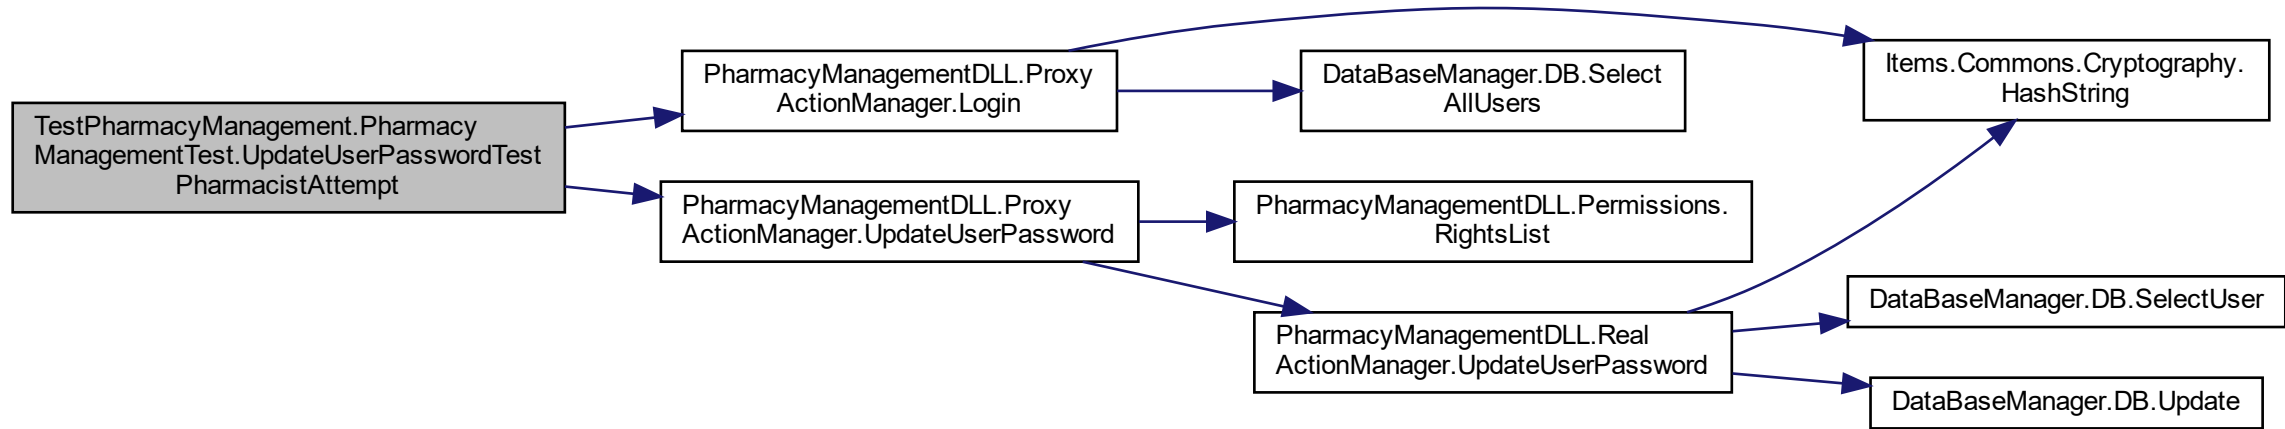 TestPharmacyManagement.Pharmacy
ManagementTest.UpdateUserPasswordTest
PharmacistAttempt
PharmacyManagementDLL.Proxy
ActionManager.Login
DataBaseManager.DB.Select
AllUsers
Items.Commons.Cryptography.
HashString
PharmacyManagementDLL.Proxy
ActionManager.UpdateUserPassword
PharmacyManagementDLL.Permissions.
RightsList
PharmacyManagementDLL.Real
ActionManager.UpdateUserPassword
DataBaseManager.DB.SelectUser
DataBaseManager.DB.Update